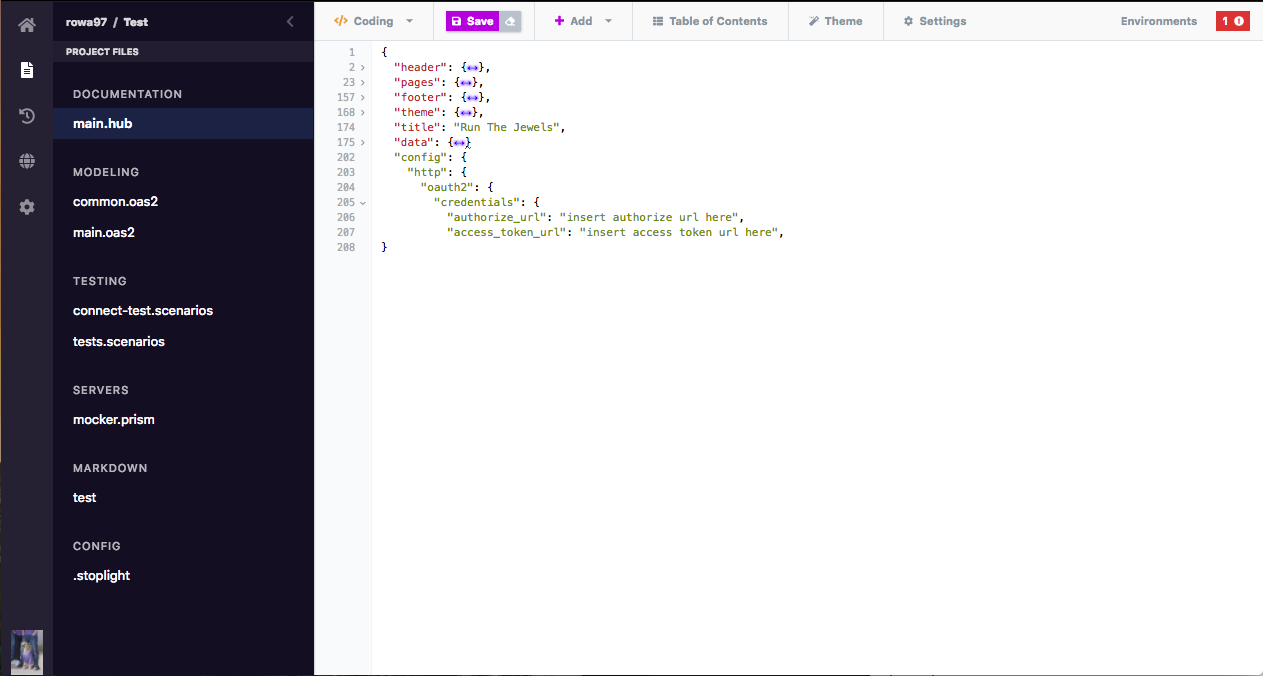 rowa97 / Test
Coding
Save
Add
Table of Contents
Theme
Settings
Environments
1
PROJECT FILES
DOCUMENTATION
main.hub
MODELING
common.oas2
main.oas2
TESTING
connect-test.scenarios
tests.scenarios
SERVERS
mocker.prism
MARKDOWN
test
CONFIG
.stoplight
1 {
2 "header": {↔},
23 "pages": {↔},
157 "footer": {↔},
168 "theme": {↔},
174 "title": "Run The Jewels",
175 "data": {↔}
202 "config": {
203 "http": {
204 "oauth2": {
205 "credentials": {
206 "authorize_url": "insert authorize url here",
207 "access_token_url": "insert access token url here",
208 }